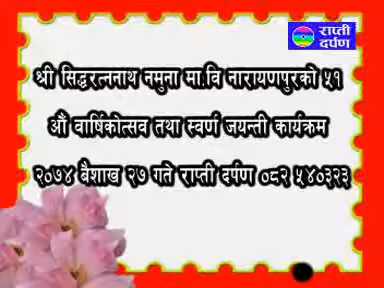 राप्ती
दर्पण
श्री सिद्धरत्ननाथ नमुना मा.वि नारायणपुरको ५१
औं वार्षिकोत्सव तथा स्वर्ण जयन्ती कार्यक्रम
२०७४ वैशाख २७ गते राप्ती दर्पण ०८२ ५४०३२३